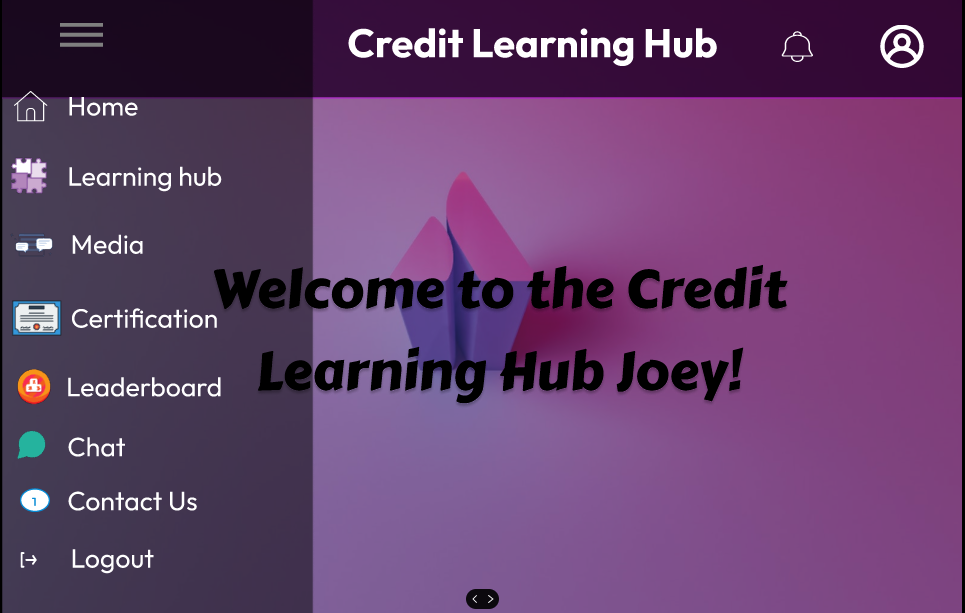 Credit Learning Hub
Home
Learning hub
Media
Certification
Leaderboard
Chat
1
Contact Us
Logout
Welcome to the Credit
Learning Hub Joey!